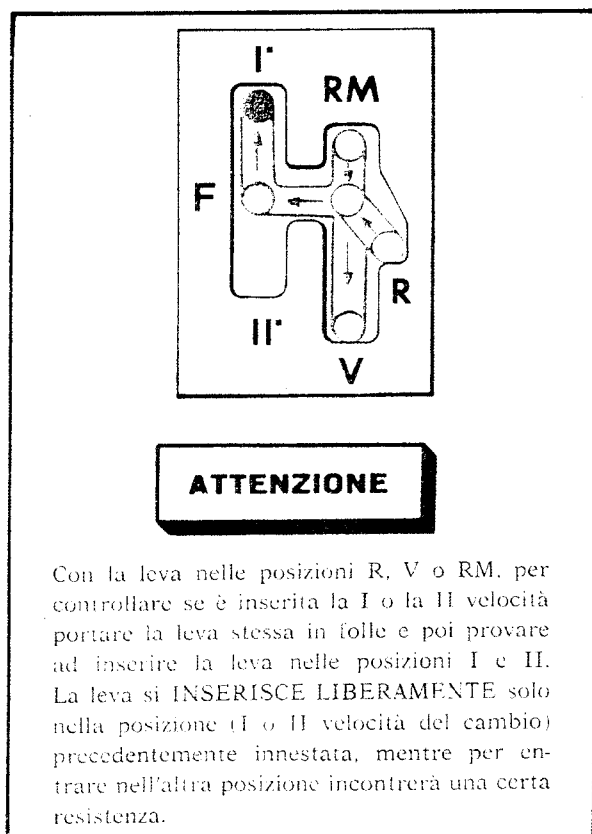 I•
RM
F
R
II•
V
ATTENZIONE
Con la leva nelle posizioni R, V o RM, per
controllare se è inserita la I o la II velocità
portare la leva stessa in folle e poi provare
ad inserire la leva nelle posizioni I e II.
La leva si INSERISCE LIBERAMENTE solo
nella posizione (I o II velocità del cambio)
precedentemente innestata, mentre per en-
trare nell'altra posizione incontrerà una certa
resistenza.